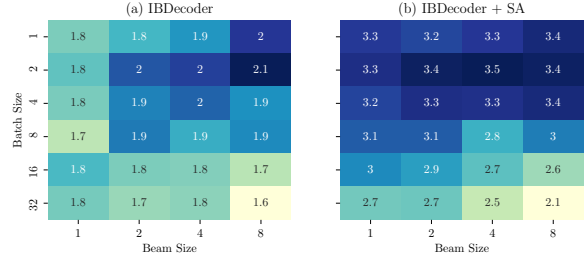 (a) IBDecoder (b) IBDecoder + SA
1 1.8 1.8 1.9 2 3.3 3.2 3.3 3.4
2 1.8 2 2 2.1 3.3 3.4 3.5 3.4
4 1.8 1.9 2 1.9 3.2 3.3 3.3 3.4
8 1.7 1.9 1.9 1.9 3.1 3.1 2.8 3
16 1.8 1.8 1.8 1.7 3 2.9 2.7 2.6
32 1.8 1.7 1.8 1.6 2.7 2.7 2.5 2.1
Batch Size
1 2 4 8 1 2 4 8
Beam Size Beam Size